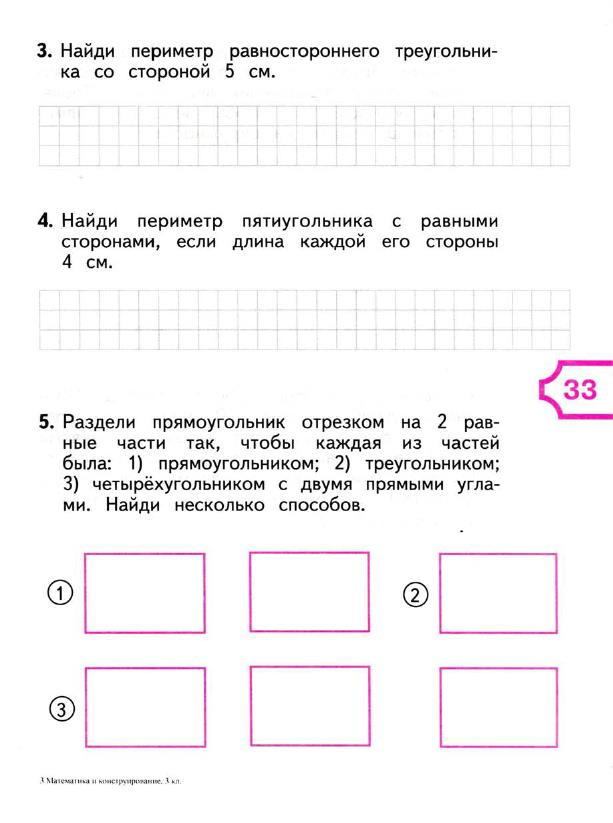 3. Найди периметр равностороннего треугольни-
ка со стороной 5 см.
4. Найди периметр пятиугольника с равными
сторонами, если длина каждой его стороны
4 см.
33
5. Раздели прямоугольник отрезком на 2 рав-
ные части так, чтобы каждая из частей
была: 1) прямоугольником; 2) треугольником;
3) четырёхугольником с двумя прямыми угла-
ми. Найди несколько способов.
1
2
3
3 Математика и конструирование, 3 кл.